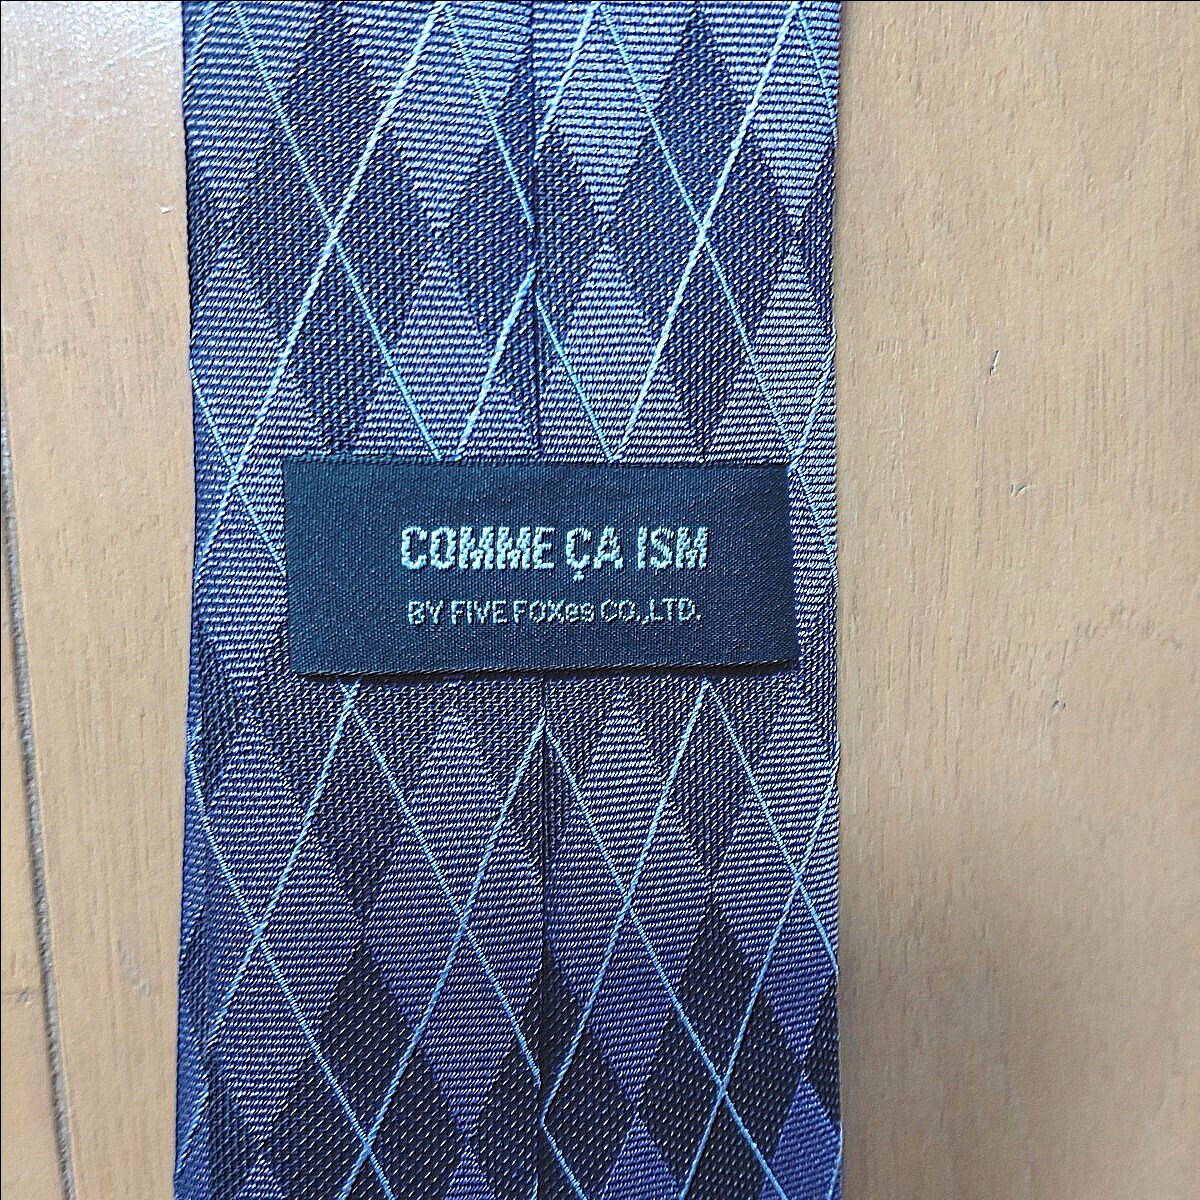 COMME ÇA ISM
BY FIVE FOXes CO.,LTD.